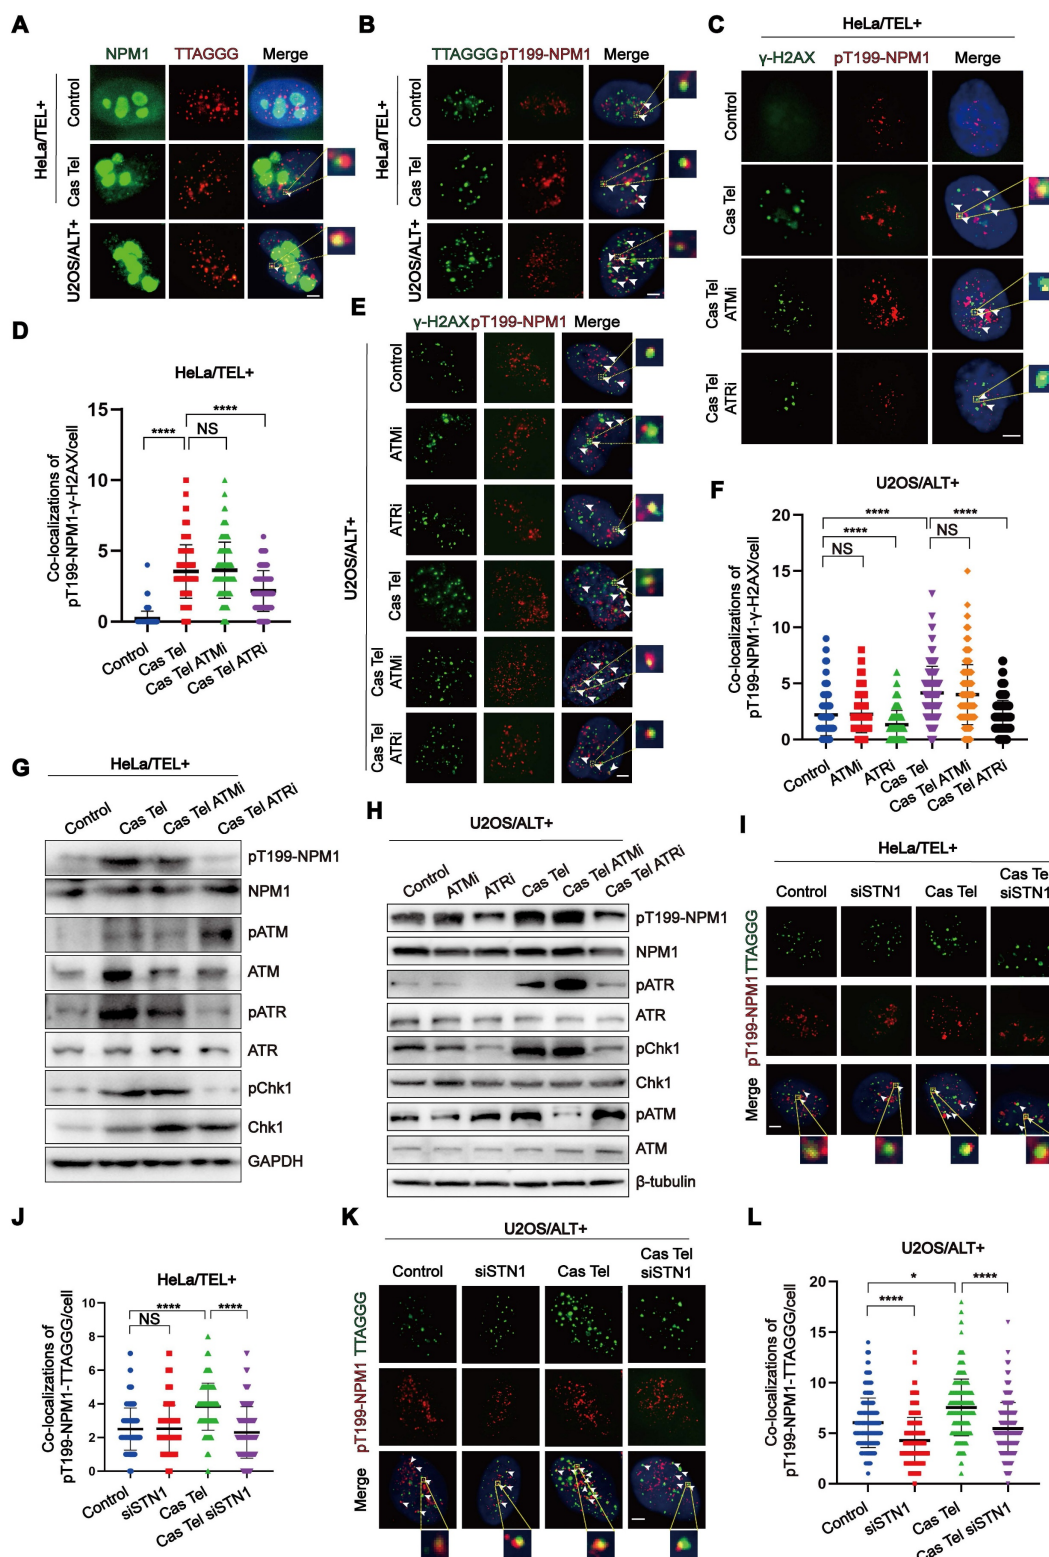 A
NPM1 TTAGGG Merge
HeLa/TEL+
Control
Cas Tel
U2OS/ALT+
B
TTAGGG pT199-NPM1 Merge
HeLa/TEL+
Control
Cas Tel
U2OS/ALT+
C
HeLa/TEL+
γ-H2AX pT199-NPM1 Merge
Control
Cas Tel
Cas Tel
ATMi
Cas Tel
ATRi
D
HeLa/TEL+
Co-localizations of
pT199-NPM1-γ-H2AX/cell
15
10
5
0
**** NS ****
Control
Cas Tel
Cas Tel ATMi
Cas Tel ATRi
E
γ-H2AX pT199-NPM1 Merge
U2OS/ALT+
Control
ATMi
ATRi
Cas Tel
Cas Tel
ATMi
Cas Tel
ATRi
F
U2OS/ALT+
Co-localizations of
pT199-NPM1-γ-H2AX/cell
20
15
10
5
0
**** ****
****
NS NS
Control
ATMi
ATRi
Cas Tel
Cas Tel ATMi
Cas Tel ATRi
G
HeLa/TEL+
Control
Cas Tel
Cas Tel ATMi
Cas Tel ATRi
pT199-NPM1
NPM1
pATM
ATM
pATR
ATR
pChk1
Chk1
GAPDH
H
U2OS/ALT+
Control
ATMi
ATRi
Cas Tel
Cas Tel ATMi
Cas Tel ATRi
pT199-NPM1
NPM1
pATR
ATR
pChk1
Chk1
pATM
ATM
β-tubulin
I
HeLa/TEL+
Control siSTN1 Cas Tel
Cas Te
siSTN1
TTAGGG
pT199-NPM1
Merge
J
HeLa/TEL+
Co-localizations of
pT199-NPM1-TTAGGG/cell
10
8
6
4
2
0
**** ****
NS
Control
siSTN1
Cas Tel
Cas Tel siSTN1
K
U2OS/ALT+
Control siSTN1 Cas Tel
Cas Tel
siSTN1
TTAGGG
pT199-NPM1
Merge
L
U2OS/ALT+
Co-localizations of
pT199-NPM1-TTAGGG/cell
20
15
10
5
0
* ****
****
Control
siSTN1
Cas Tel
Cas Tel siSTN1